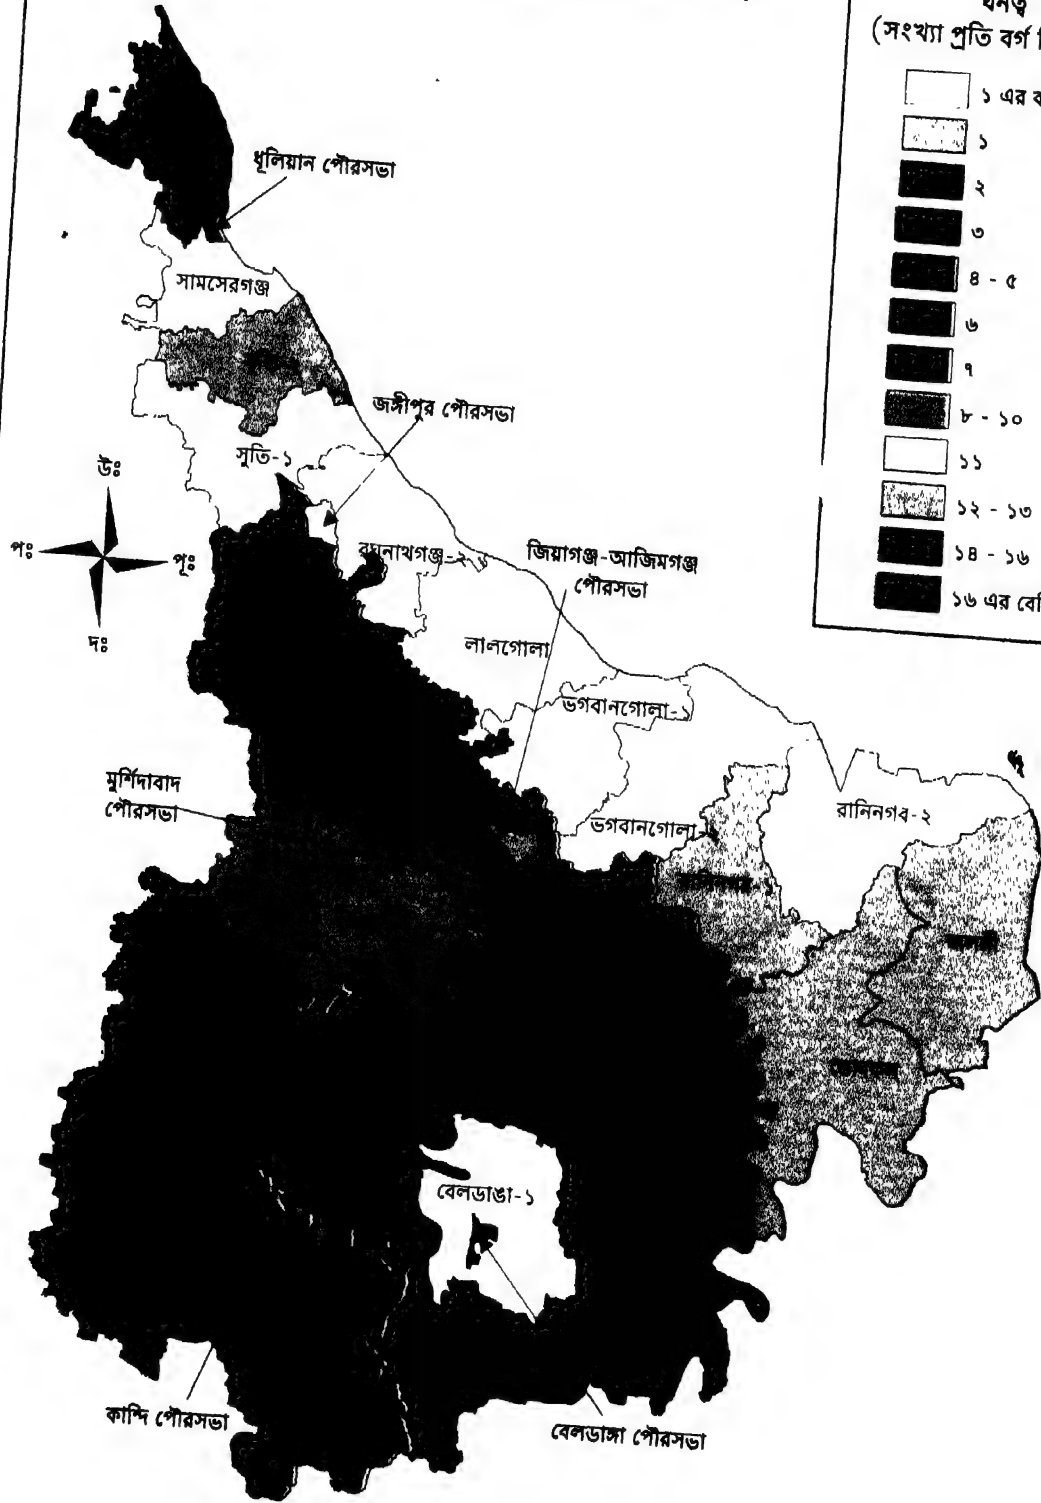 ঘনত্ব
(সংখ্যা প্রতি বর্গ
১ এর
১
২
৩
৪ - ৫
৬
৭
৮ - ১০
১১
১২ - ১৩
১৪ - ১৬
১৬ এর
ধূলিয়ান পৌরসভা
সামসেরগঞ্জ
জঙ্গীপুর পৌরসভা
সুতি-১
উঃ
পঃ
পূঃ
দঃ
রঘুনাথগঞ্জ-২
জিয়াগঞ্জ-আজিমগঞ্জ
পৌরসভা
লালগোলা
ভগবানগোলা-১
মুর্শিদাবাদ
পৌরসভা
ভগবানগোলা
রানিনগব-২
বেলডাঙা-১
কান্দি পৌরসভা
বেলডাঙ্গা পৌরসভা